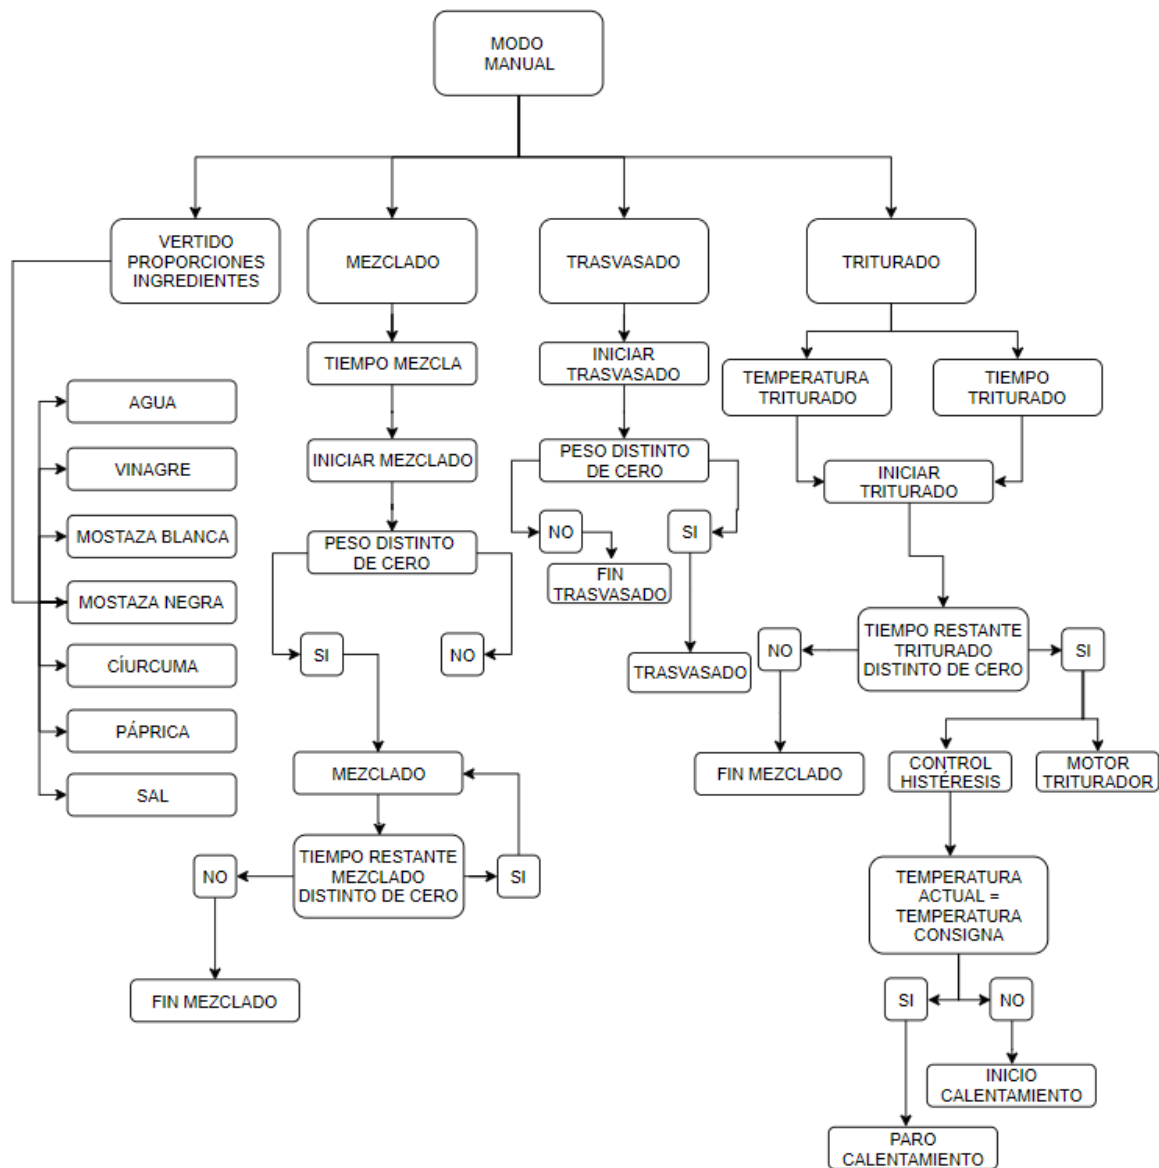 MODO
MANUAL
VERTIDO
PROPORCIONES
INGREDIENTES
MEZCLADO
TRASVASADO
TRITURADO
TIEMPO MEZCLA
INICIAR
TRASVASADO
TEMPERATURA
TRITURADO
TIEMPO
TRITURADO
AGUA
VINAGRE
MOSTAZA BLANCA
MOSTAZA NEGRA
CÍURCUMA
PÁPRICA
SAL
INICIAR MEZCLADO
PESO DISTINTO
DE CERO
INICIAR
TRITURADO
PESO DISTINTO
DE CERO
NO
SI
FIN
TRASVASADO
SI
NO
TRASVASADO
NO
TIEMPO RESTANTE
TRITURADO
DISTINTO DE CERO
SI
MEZCLADO
FIN MEZCLADO
CONTROL
HISTÉRESIS
MOTOR
TRITURADOR
NO
TIEMPO RESTANTE
MEZCLADO
DISTINTO DE CERO
SI
TEMPERATURA
ACTUAL =
TEMPERATURA
CONSIGNA
FIN MEZCLADO
SI
NO
INICIO
CALENTAMIENTO
PARO
CALENTAMIENTO